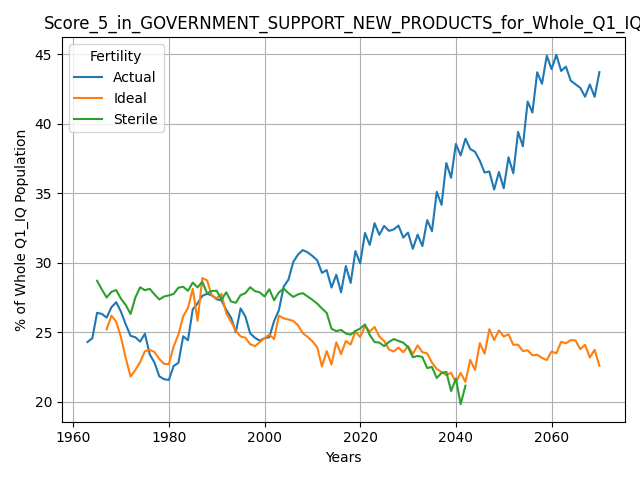 Score_5_in_GOVERNMENT_SUPPORT_NEW_PRODUCTS_for_Whole_Q1_IQ
Fertility
Actual
Ideal
Sterile
% of Whole Q1_IQ Population
45
40
35
30
25
20
1960 1980 2000 2020 2040 2060
Years